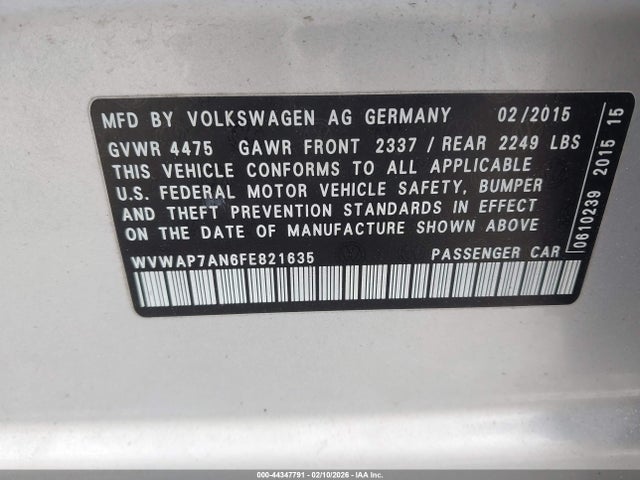 MFD BY VOLKSWAGEN AG GERMANY 02/2015
GVWR 4475 GAWR FRONT 2337 / REAR 2249 LBS
THIS VEHICLE CONFORMS TO ALL APPLICABLE
U.S. FEDERAL MOTOR VEHICLE SAFETY, BUMPER
AND THEFT PREVENTION STANDARDS IN EFFECT
ON THE DATE OF MANUFACTURE SHOWN ABOVE
WVWAP7AN6FE821635 PASSENGER CAR
0610239 2015 15
000-44347791 - 02/10/2026 - IAA Inc.